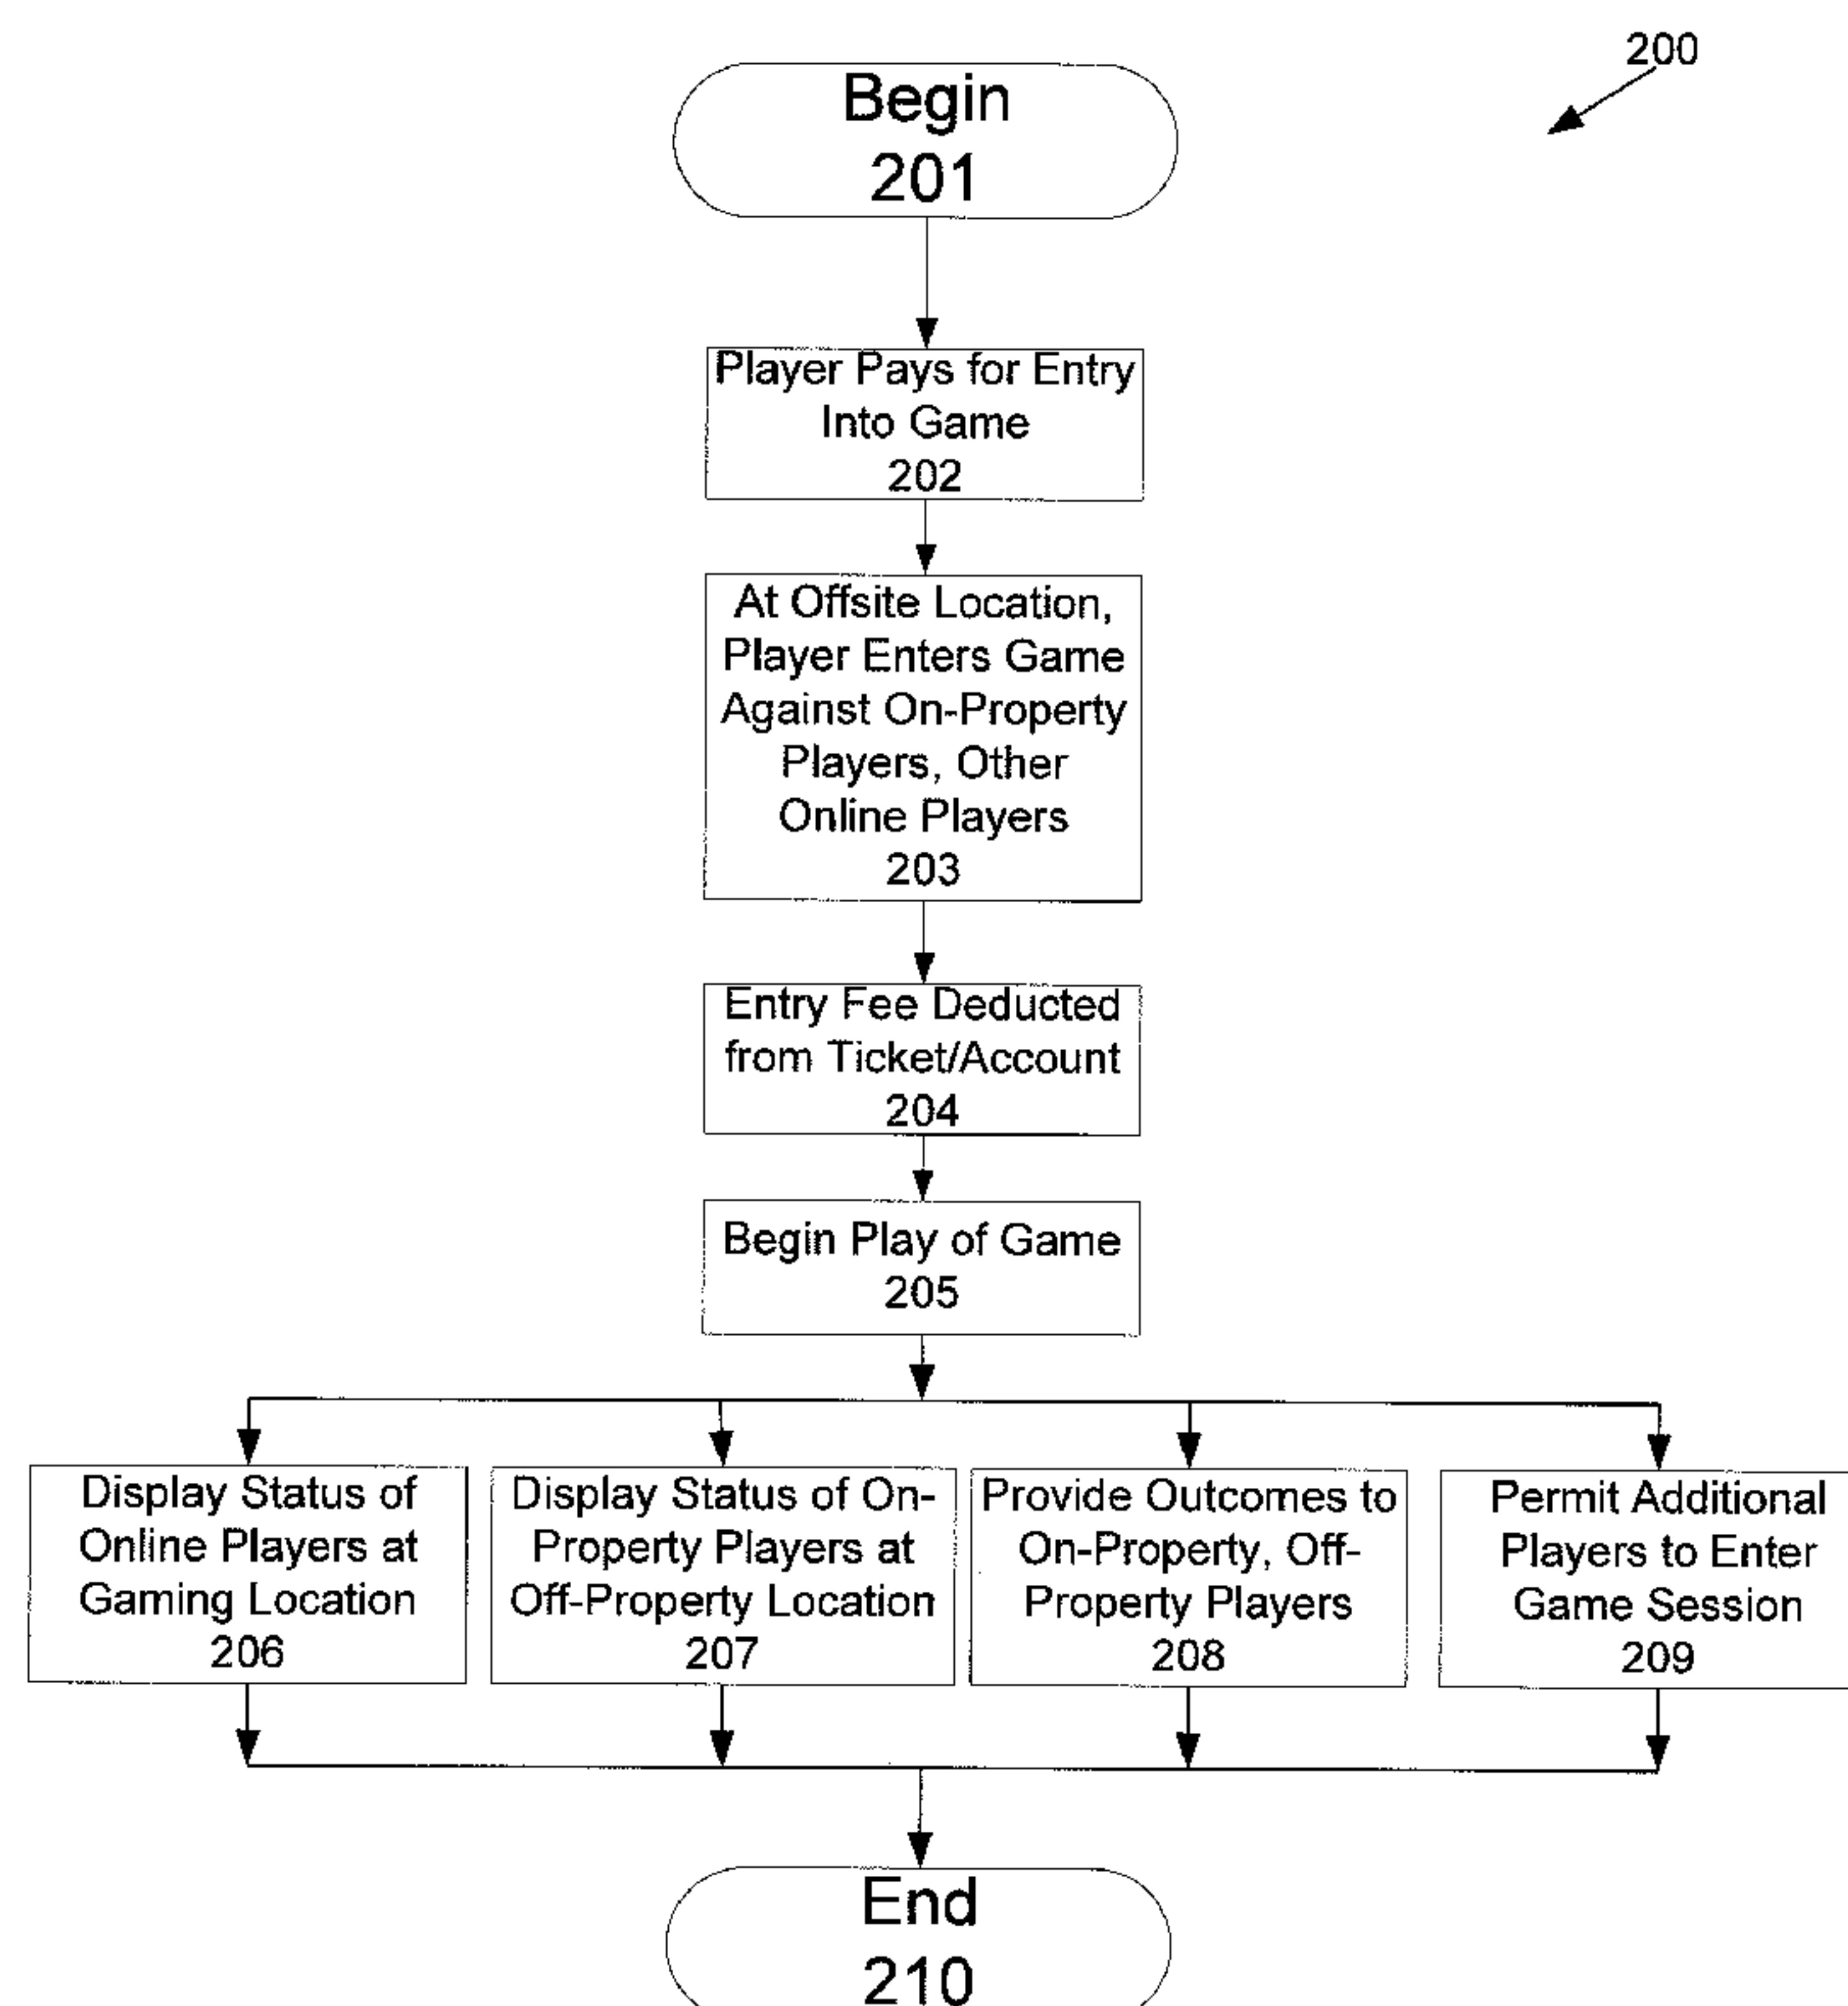 200
Begin
201
Player Pays for Entry
Into Game
202
At Offsite Location,
Player Enters Game
Against On-Property
Players, Other
Online Players
203
Entry Fee Deducted
from Ticket/Account
204
Begin Play of Game
205
Display Status of
Online Players at
Gaming Location
206
Display Status of On-
Property Players at
Off-Property Location
207
Provide Outcomes to
On-Property, Off-
Property Players
208
Permit Additional
Players to Enter
Game Session
209
End
210